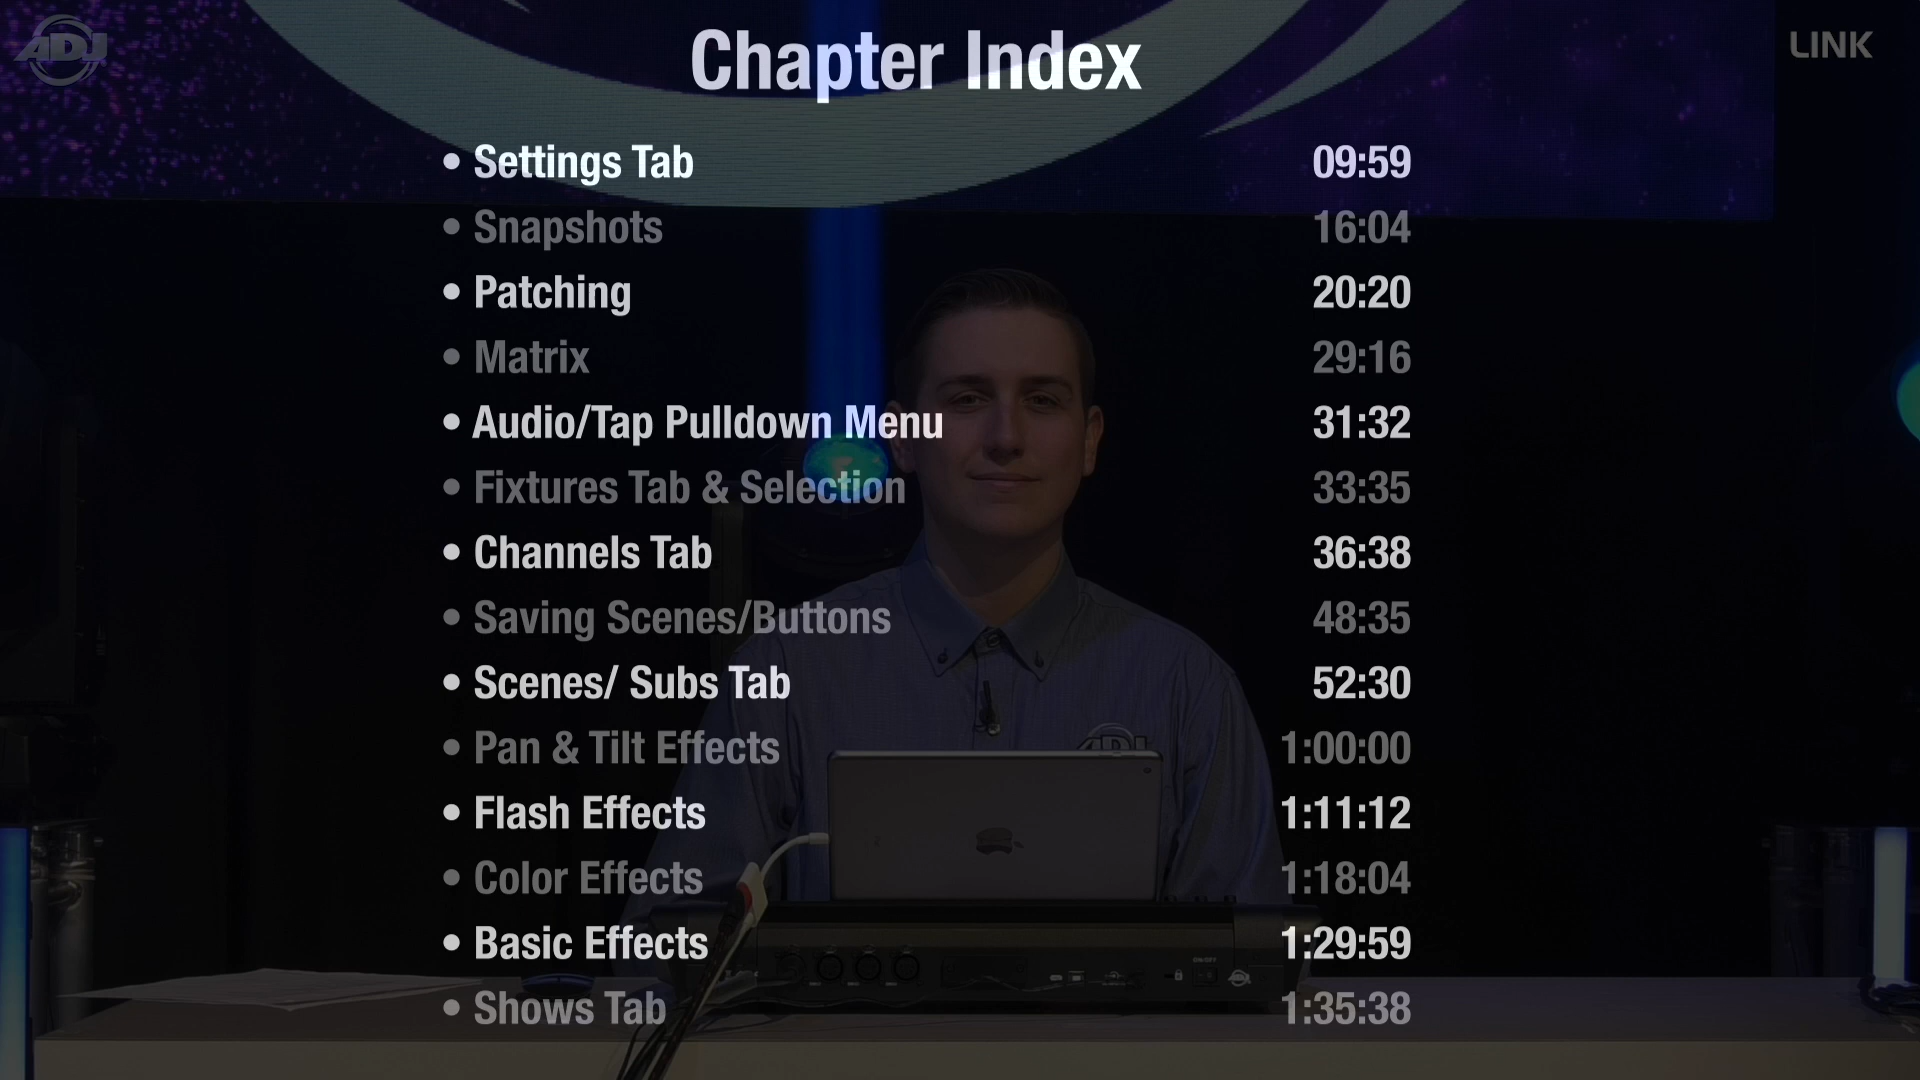 ADJ
LINK
Chapter Index
• Settings Tab 09:59
• Snapshots 16:04
• Patching 20:20
• Matrix 29:16
• Audio/Tap Pulldown Menu 31:32
• Fixtures Tab & Selection 33:35
• Channels Tab 36:38
• Saving Scenes/Buttons 48:35
• Scenes/ Subs Tab 52:30
• Pan & Tilt Effects 1:00:00
ADJ
• Flash Effects 1:11:12
• Color Effects 1:18:04
• Basic Effects 1:29:59
ON/OFF
• Shows Tab 1:35:38